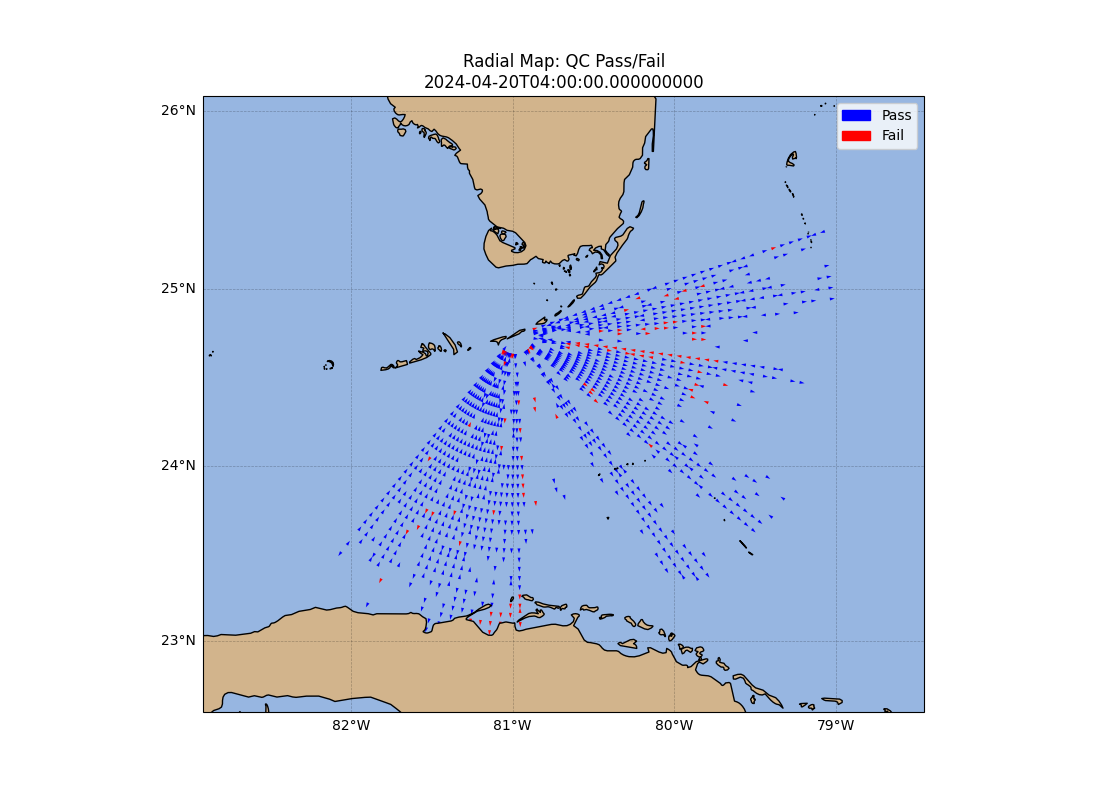 Radial Map: QC Pass/Fail
2024-04-20T04:00:00.000000000
Pass
Fail
26°N
25°N
24°N
23°N
82°W
81°W
80°W
79°W